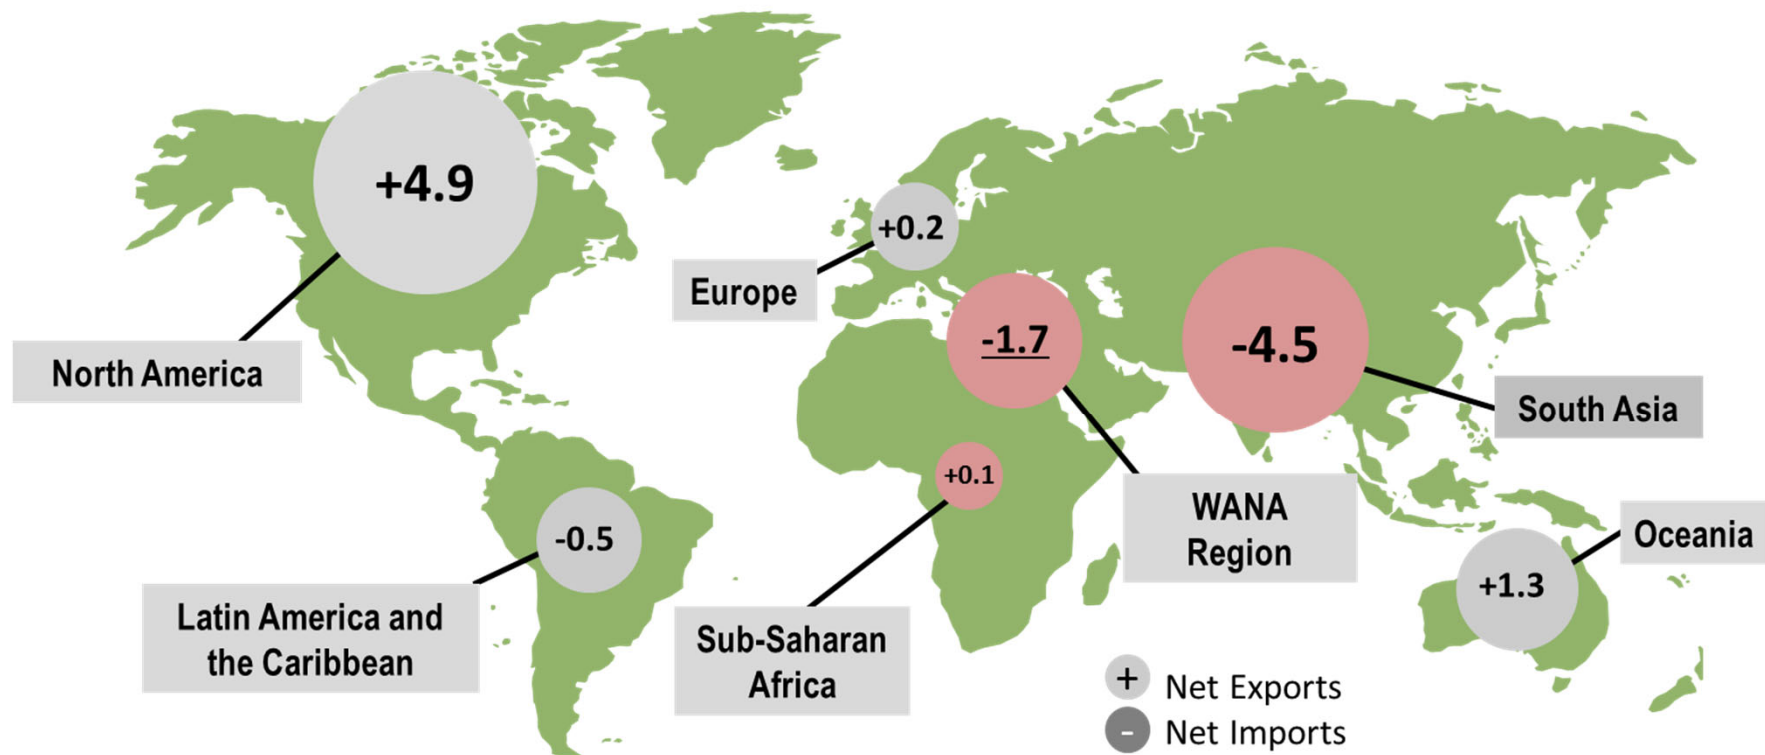 +4.9
+0.2
Europe
-1.7
-4.5
North America
South Asia
+0.1
WANA
Region
Oceania
-0.5
+1.3
Latin America and
the Caribbean
Sub-Saharan
Africa
+ Net Exports
- Net Imports